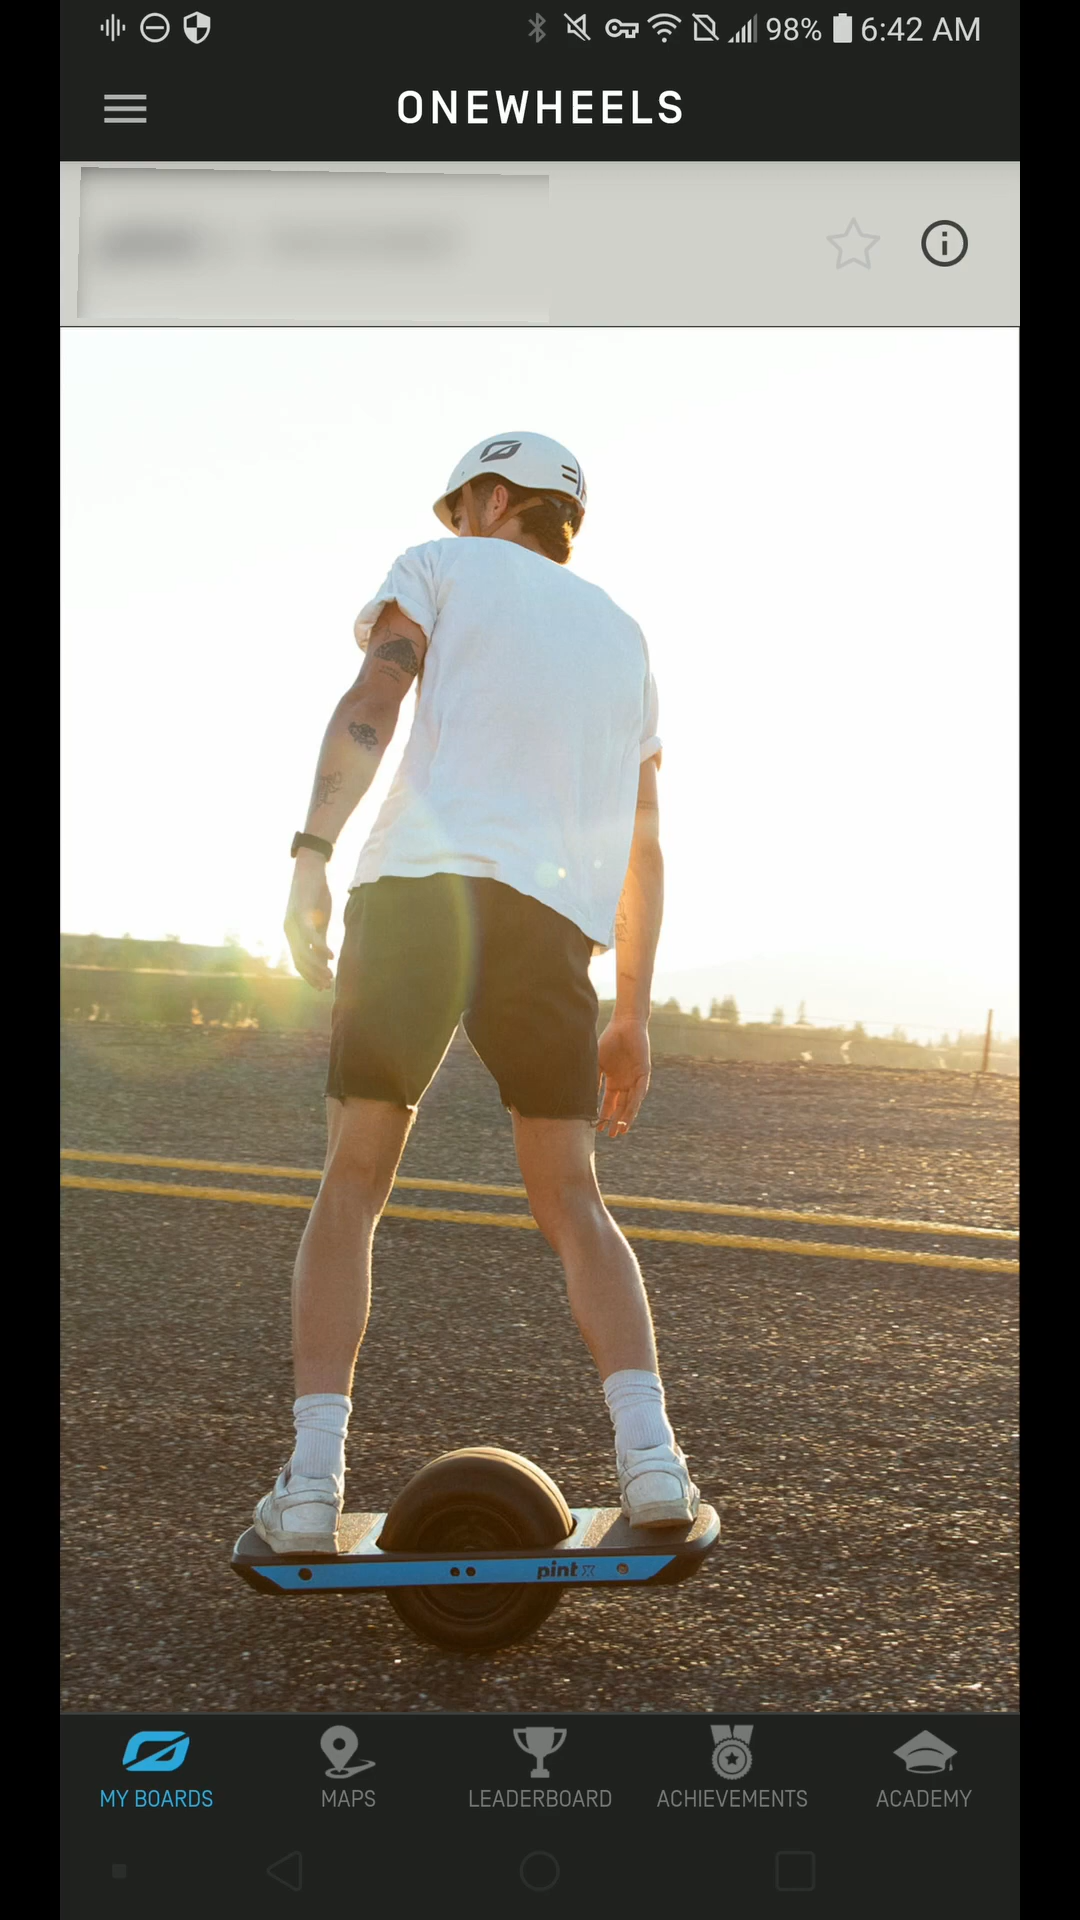 98% 6:42 AM
ONEWHEELS
pint x
MY BOARDS MAPS LEADERBOARD ACHIEVEMENTS ACADEMY